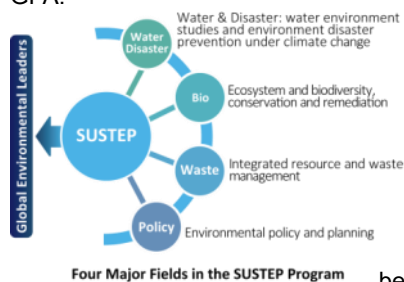 GPA.
Water & Disaster: water environment
studies and environment disaster
prevention under climate change
Water
Disaster
Bio
Ecosystem and biodiversity,
conservation and remediation
Global Environmental Leaders
SUSTEP
Waste
Integrated resource and waste
management
Policy
Environmental policy and planning
Four Major Fields in the SUSTEP Program
be